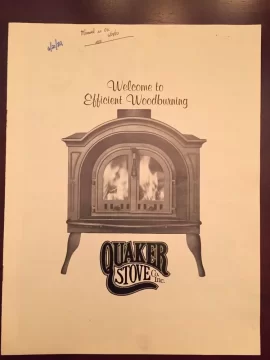 Welcome to
Efficient Woodburning
QUAKER
STOVE Co.
Inc.